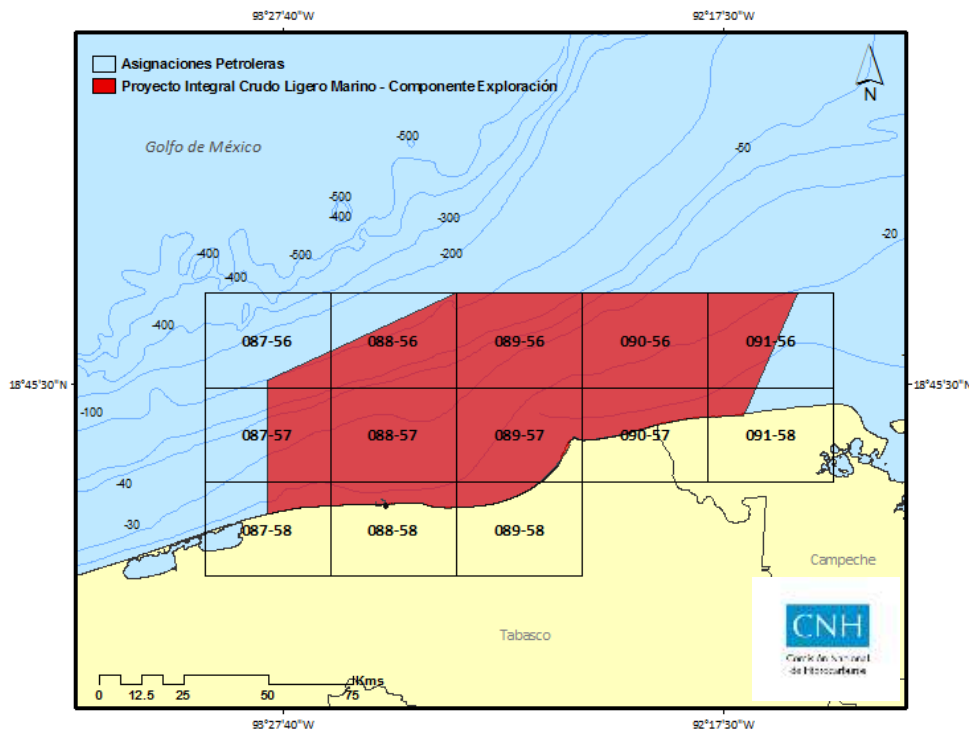 93°27'40"W
92°17'30"W
Asignaciones Petroleras
Proyecto Integral Crudo Ligero Marino - Componente Exploración
N
Golfo de México
-500
-50
-500
-400
-300
-20
-400
-500
-200
-400
-400
087-56
088-56
089-56
090-56
091-56
18°45'30"N
18°45'30"N
-100
087-57
088-57
089-57
090-57
091-58
-40
-30
087-58
088-58
089-58
Campeche
CNH
Comisión Nacional
de Hidrocarburos
Tabasco
Kms
0
12.5
25
50
75
93°27'40"W
92°17'30"W